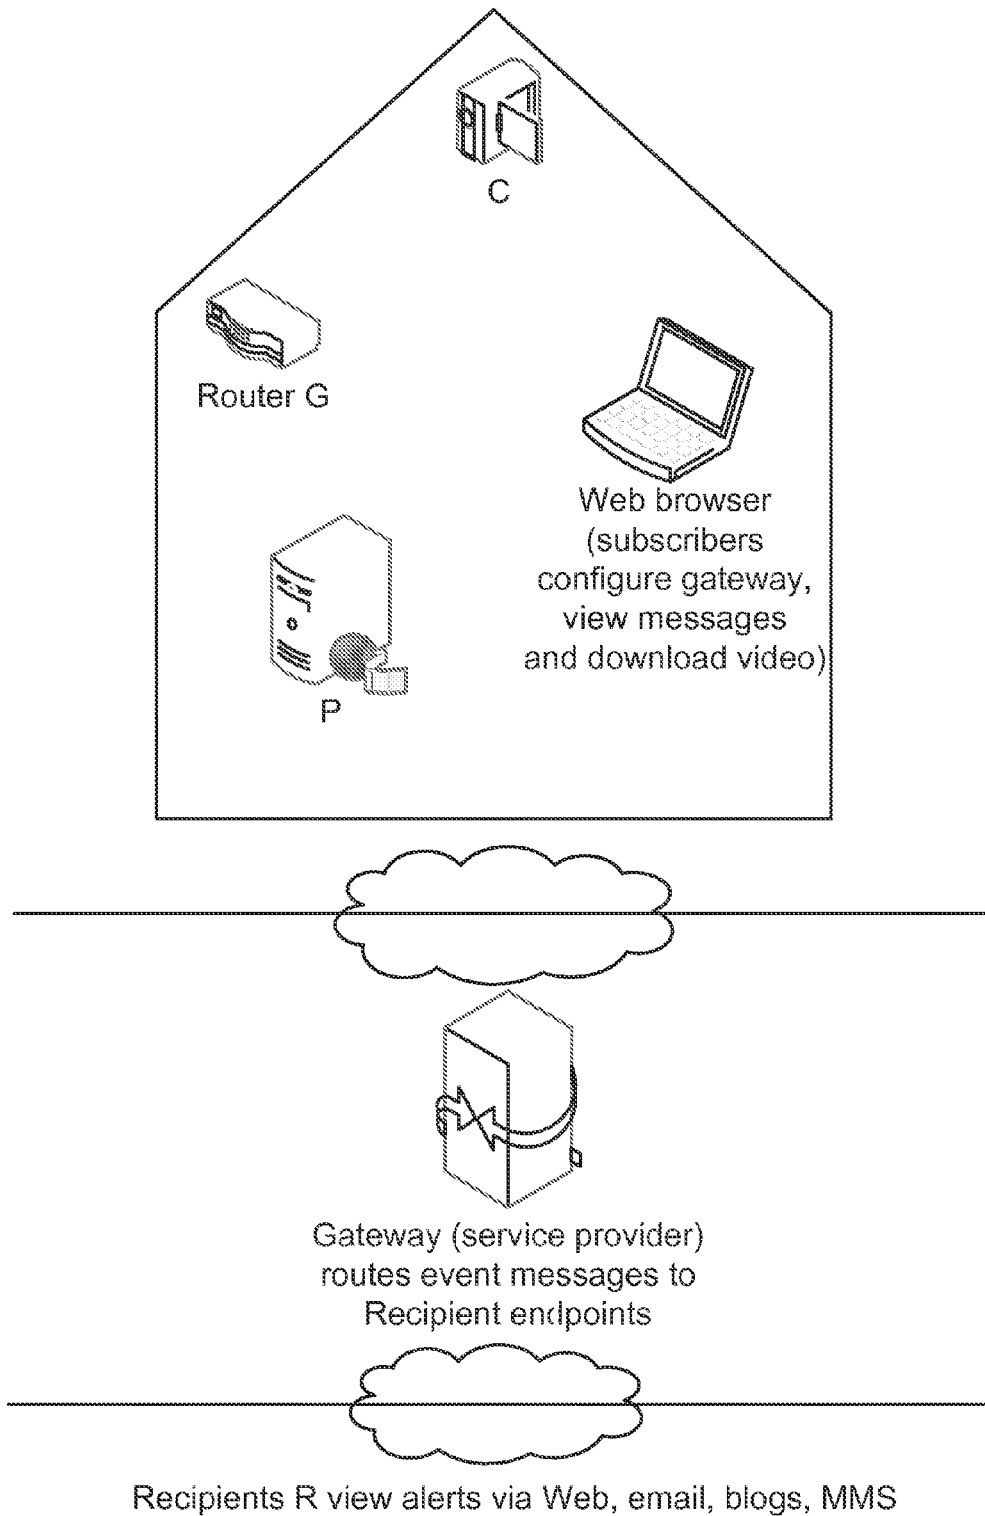 C
Router G
Web browser
(subscribers
configure gateway,
view messages
and download video)
P
Gateway (service provider)
routes event messages to
Recipient endpoints
Recipients R view alerts via Web, email, blogs, MMS